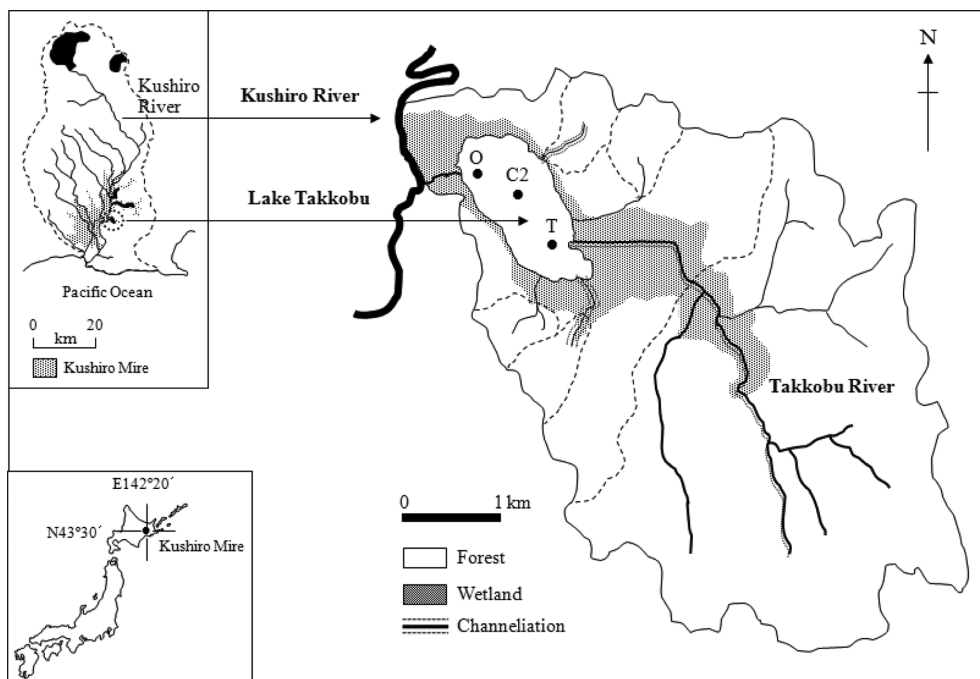 Kushiro
River
Pacific Ocean
0 20
km
Kushiro Mire
Kushiro River
Lake Takkobu
N
O
C2
T
Takkobu River
0 1 km
Forest
Wetland
Channeliation
E142°20´
N43°30´
Kushiro Mire